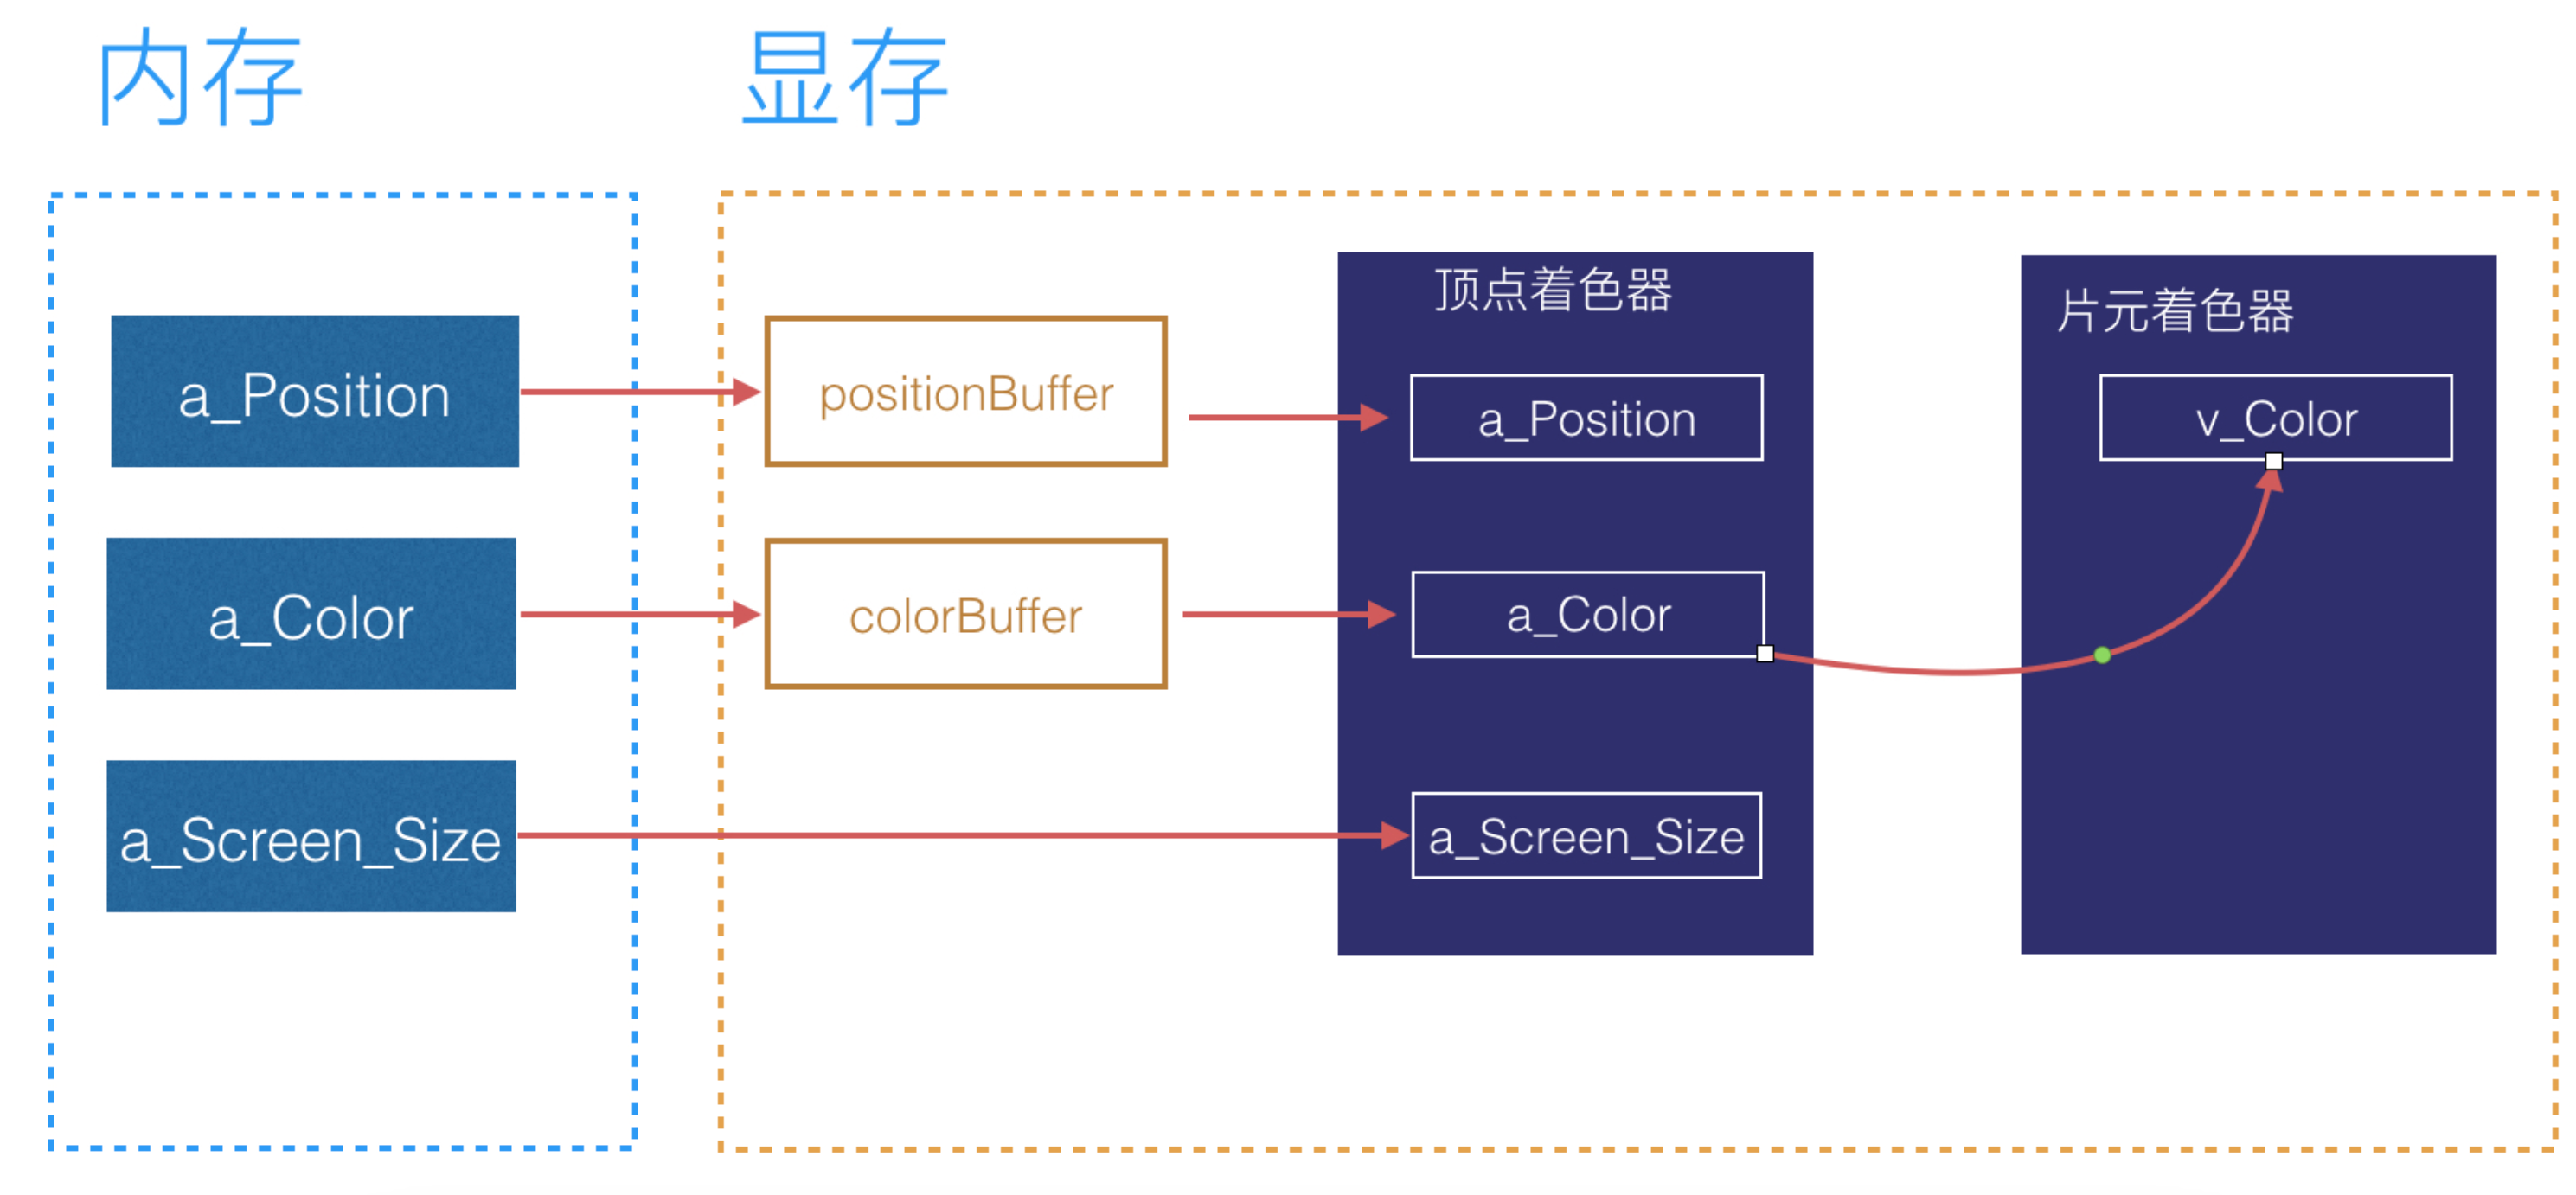 内存
显存
a_Position
a_Color
a_Screen_Size
positionBuffer
colorBuffer
顶点着色器
a_Position
a_Color
a_Screen_Size
片元着色器
v_Color